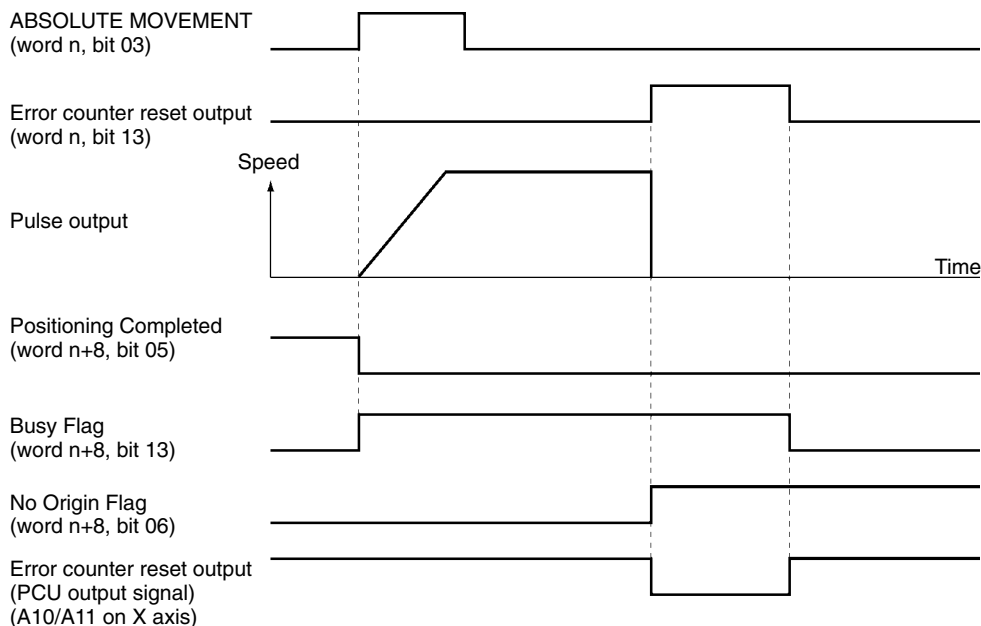 ABSOLUTE MOVEMENT
(word n, bit 03)
Error counter reset output
(word n, bit 13)
Speed
Pulse output
Time
Positioning Completed
(word n+8, bit 05)
Busy Flag
(word n+8, bit 13)
No Origin Flag
(word n+8, bit 06)
Error counter reset output
(PCU output signal)
(A10/A11 on X axis)